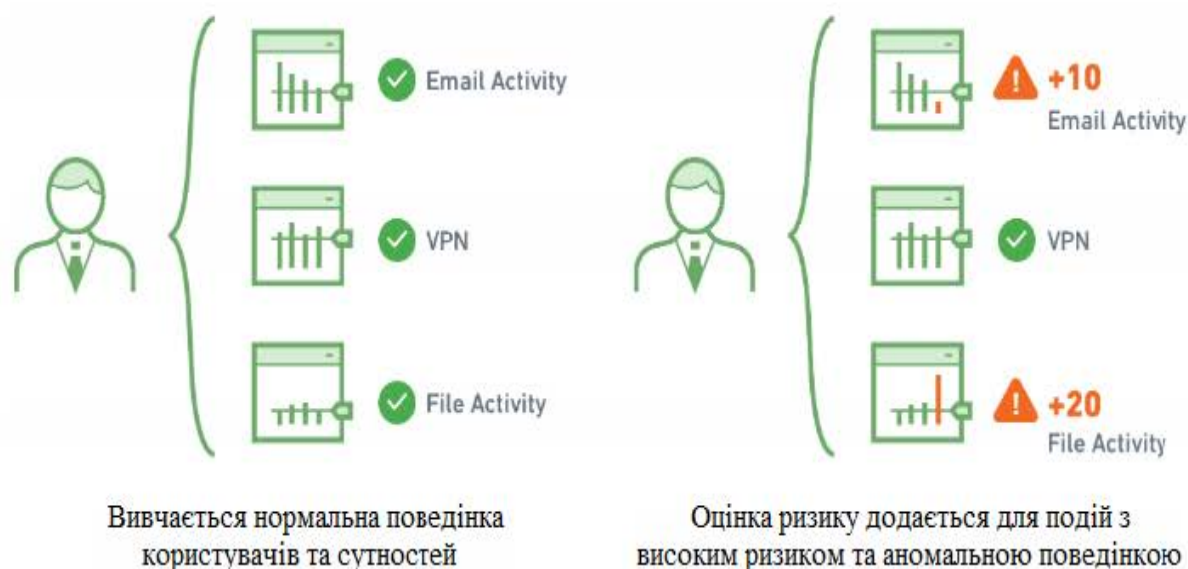 Email Activity
VPN
File Activity
Вивчається нормальна поведінка
користувачів та сутностей
+10
Email Activity
VPN
+20
File Activity
Оцінка ризику додається для подій з
високим ризиком та аномальною поведінкою